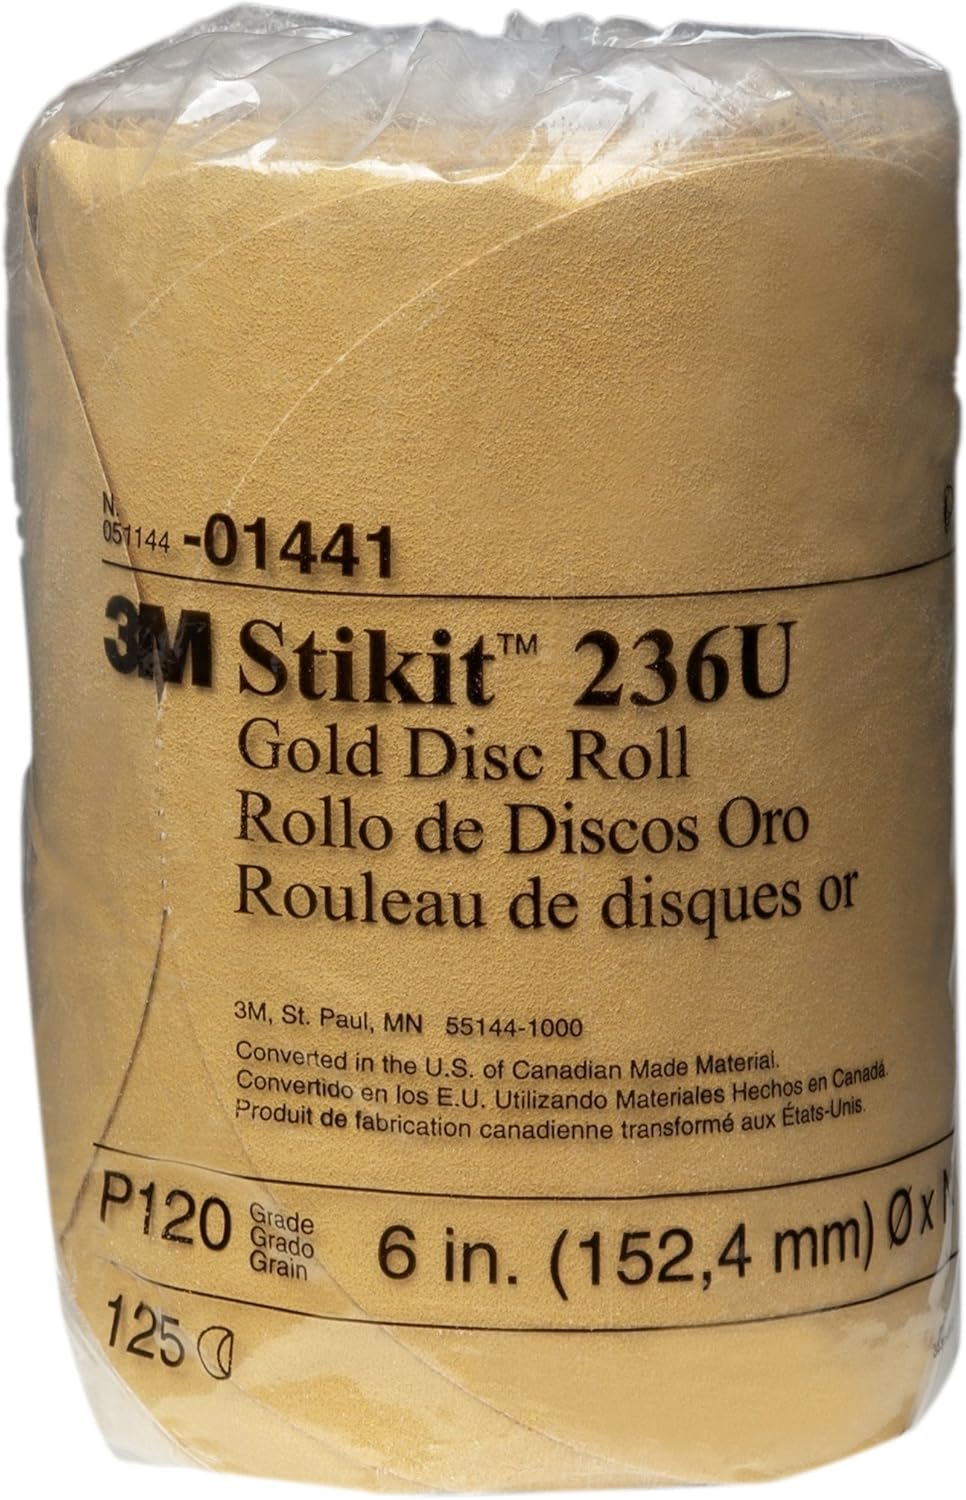 N.
051144 -01441
3M Stikit™ 236U
Gold Disc Roll
Rollo de Discos Oro
Rouleau de disques or
3M, St. Paul, MN 55144-1000
Converted in the U.S. of Canadian Made Material.
Convertido en los E.U. Utilizando Materiales Hechos en Canadá.
Produit de fabrication canadienne transformé aux États-Unis.
P120 Grade
Grado
Grain
6 in. (152,4 mm) Ø x
125